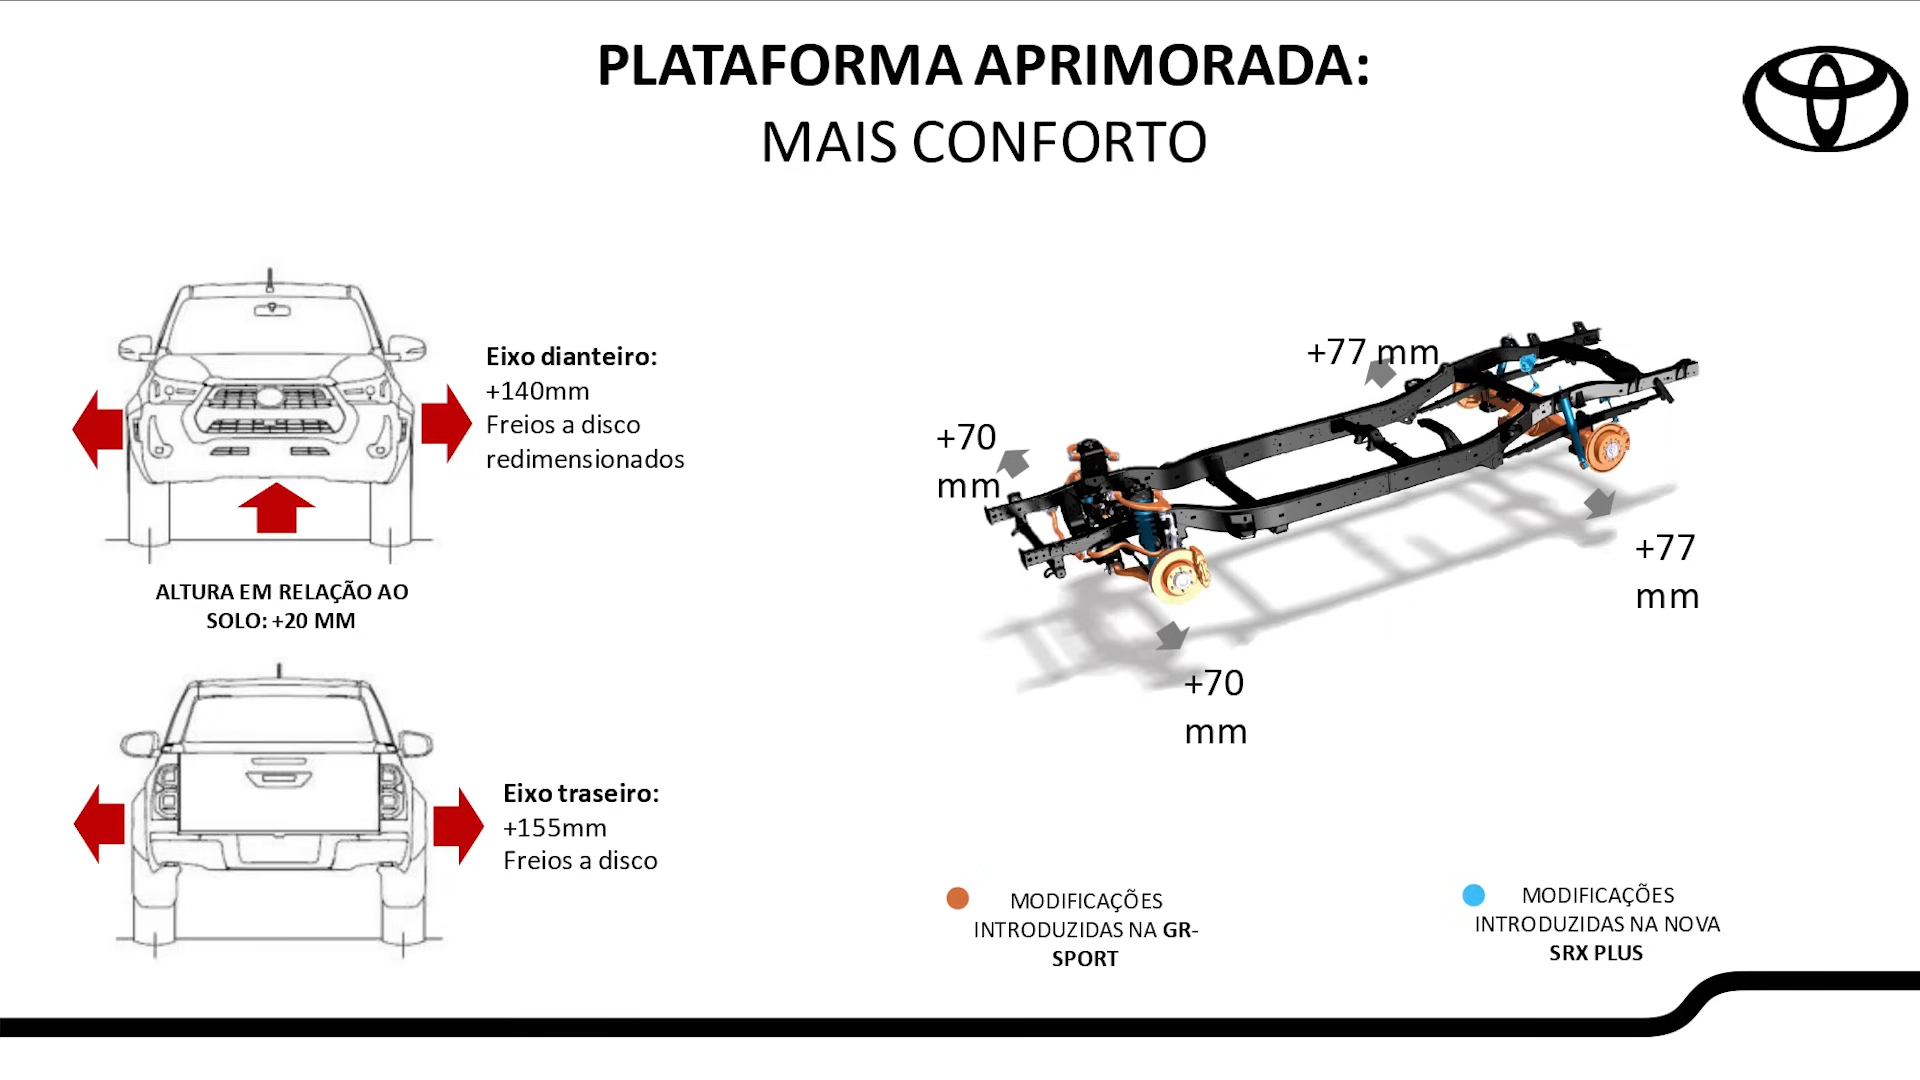 PLATAFORMA APRIMORADA:
MAIS CONFORTO
Eixo dianteiro:
+140mm
Freios a disco
redimensionados
ALTURA EM RELAÇÃO AO
SOLO: +20 MM
Eixo traseiro:
+155mm
Freios a disco
+77 mm
+70
mm
+77
mm
+70
mm
MODIFICAÇÕES
INTRODUZIDAS NA GR-
SPORT
MODIFICAÇÕES
INTRODUZIDAS NA NOVA
SRX PLUS